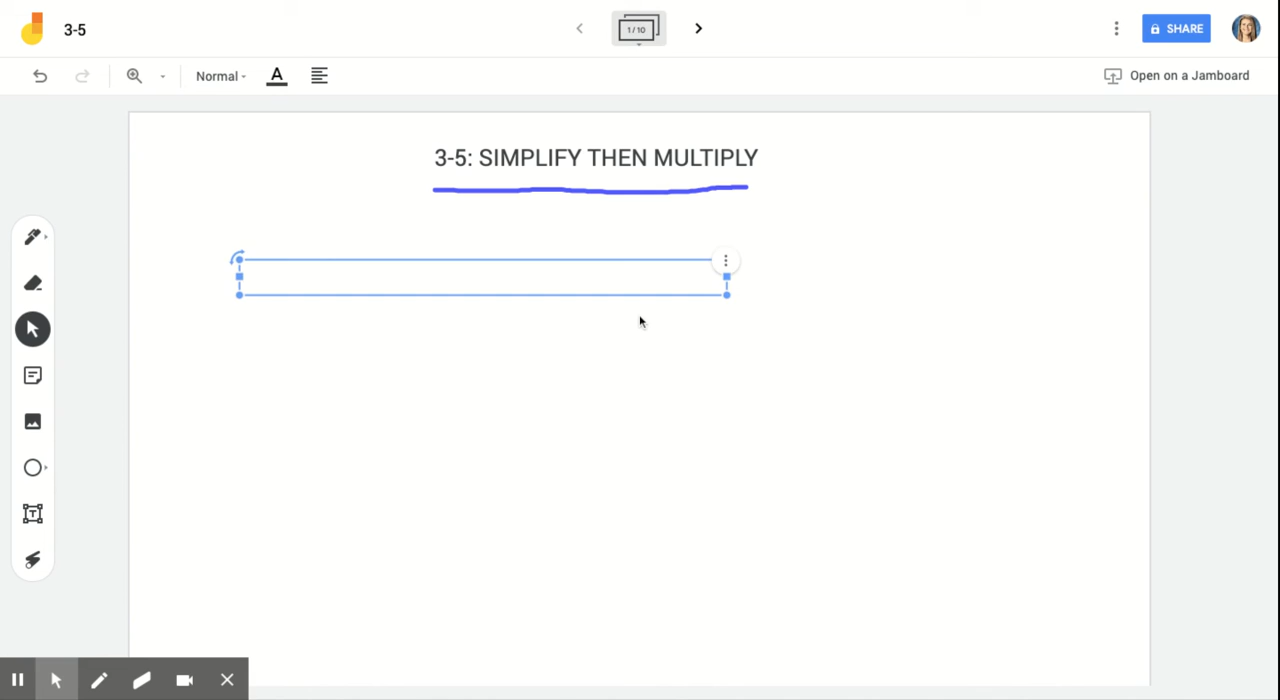 3-5
1/10
SHARE
Normal
A
Open on a Jamboard
3-5: SIMPLIFY THEN MULTIPLY
T